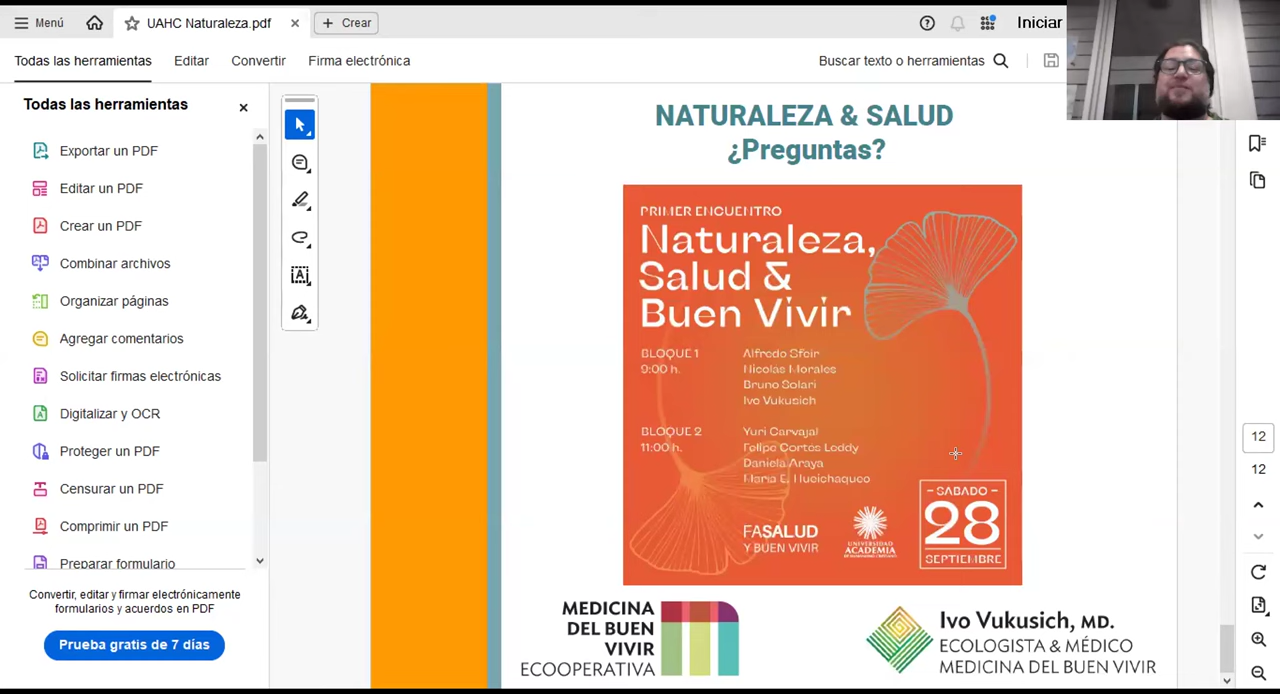 Menú
UAHC Naturaleza.pdf
Crear
Iniciar
Todas las herramientas
Editar
Convertir
Firma electrónica
Buscar texto o herramientas
Todas las herramientas
Exportar un PDF
Editar un PDF
Crear un PDF
Combinar archivos
Organizar páginas
Agregar comentarios
Solicitar firmas electrónicas
Digitalizar y OCR
Proteger un PDF
Censurar un PDF
Comprimir un PDF
Preparar formulario
Convertir, editar y firmar electrónicamente
formularios y acuerdos en PDF
Prueba gratis de 7 días
NATURALEZA & SALUD
¿Preguntas?
PRIMER ENCUENTRO
Naturaleza,
Salud &
Buen Vivir
BLOQUE 1
9:00 h.
Alfredo Sfeir
Nicolas Morales
Bruno Solari
Ivo Vukusich
BLOQUE 2
11:00 h.
Yuri Carvajal
Felipe Cortes Leddy
Daniela Araya
Maria E. Hueichaqueo
FASALUD
Y BUEN VIVIR
UNIVERSIDAD
ACADEMIA
- SABADO -
28
SEPTIEMBRE
MEDICINA
DEL BUEN
VIVIR
ECOOPERATIVA
Ivo Vukusich, MD.
ECOLOGISTA & MÉDICO
MEDICINA DEL BUEN VIVIR
12
12